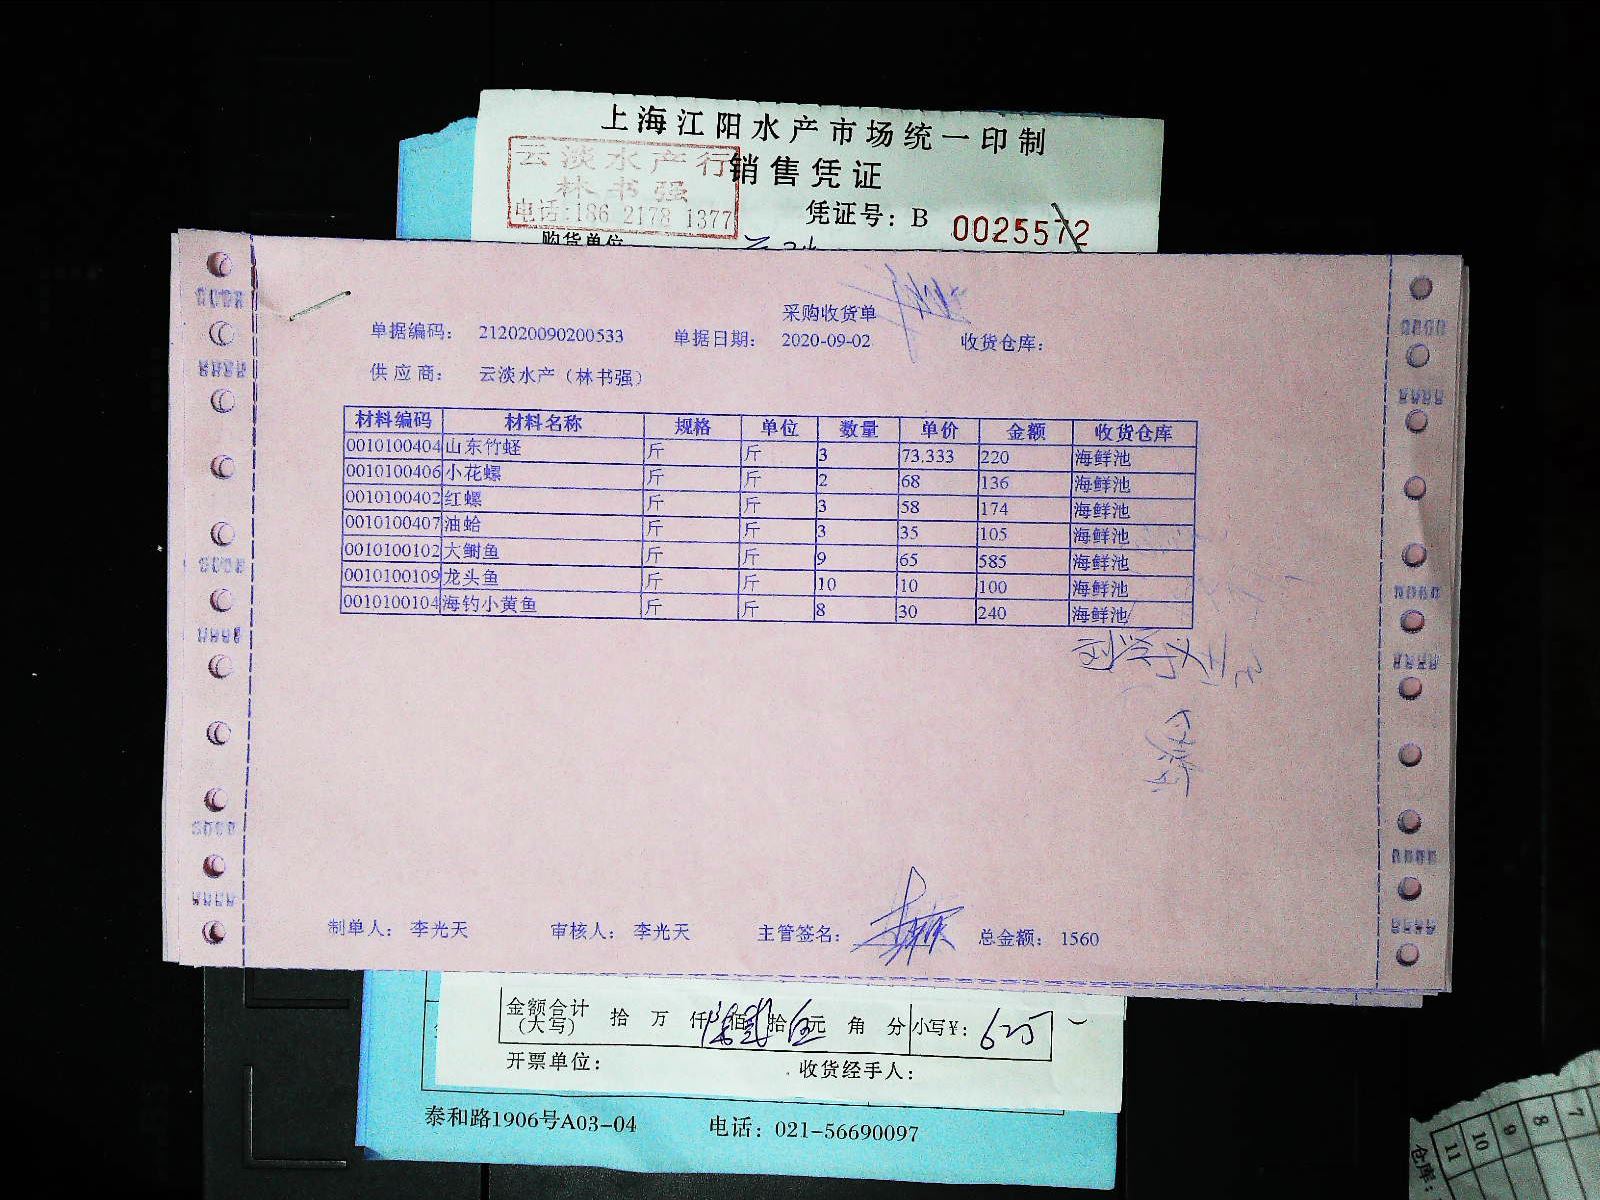 上海江阳水产市场统一印制
云淡水产行 销售凭证
林书强
电话:186 2178 1377 凭证号: B 0025572
购货单位
采购收货单
单据编码: 212020090200533 单据日期: 2020-09-02 收货仓库:
供应商: 云淡水产(林书强)
材料编码 材料名称 规格 单位 数量 单价 金额 收货仓库
0010100404 山东竹蛏 斤 斤 3 73.333 220 海鲜池
0010100406 小花螺 斤 斤 2 68 136 海鲜池
0010100402 红螺 斤 斤 3 58 174 海鲜池
0010100407 油蛤 斤 斤 3 35 105 海鲜池
0010100102 大鲥鱼 斤 斤 9 65 585 海鲜池
0010100109 龙头鱼 斤 斤 10 10 100 海鲜池
0010100104 海钓小黄鱼 斤 斤 8 30 240 海鲜池
制单人: 李光天 审核人: 李光天 主管签名: 总金额: 1560
金额合计(大写) 拾 万 仟 佰 拾 伍 元 角 分 小写¥: 625
开票单位: 收货经手人:
泰和路1906号A03-04 电话: 021-56690097
7
8
9
10
11
仓库: